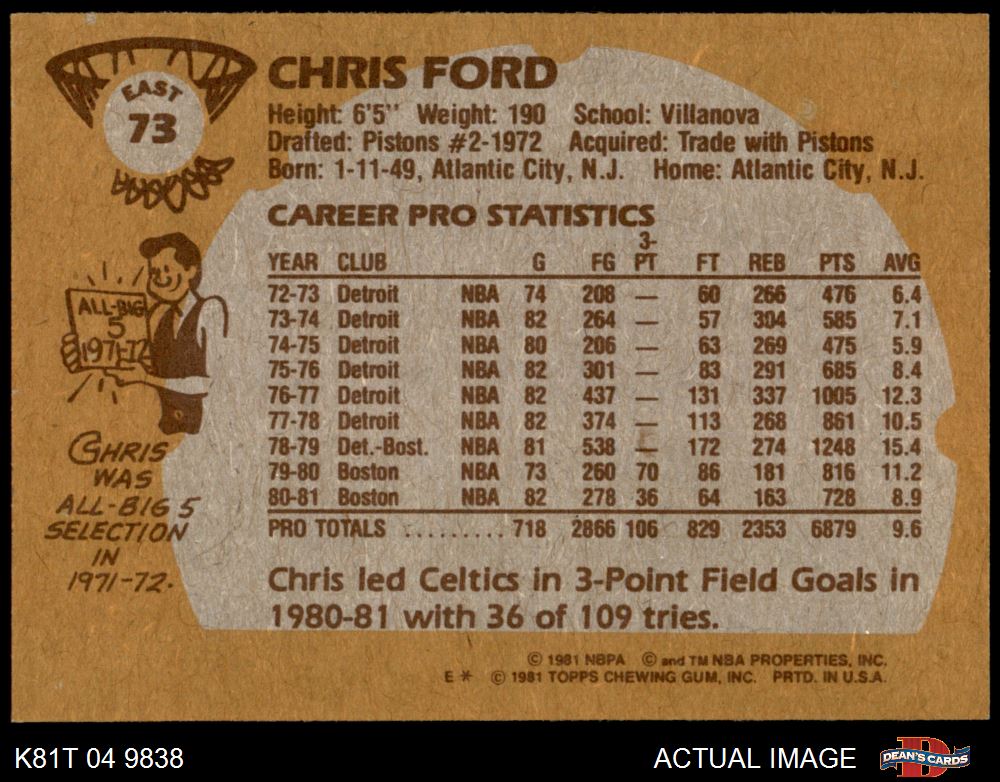 EAST
73
CHRIS FORD
Height: 6'5" Weight: 190 School: Villanova
Drafted: Pistons #2-1972 Acquired: Trade with Pistons
Born: 1-11-49, Atlantic City, N.J. Home: Atlantic City, N.J.
CAREER PRO STATISTICS
YEAR CLUB G FG 3-PT FT REB PTS AVG
72-73 Detroit NBA 74 208 — 60 266 476 6.4
73-74 Detroit NBA 82 264 — 57 304 585 7.1
74-75 Detroit NBA 80 206 — 63 269 475 5.9
75-76 Detroit NBA 82 301 — 83 291 685 8.4
76-77 Detroit NBA 82 437 — 131 337 1005 12.3
77-78 Detroit NBA 82 374 — 113 268 861 10.5
78-79 Det.-Bost. NBA 81 538 — 172 274 1248 15.4
79-80 Boston NBA 73 260 70 86 181 816 11.2
80-81 Boston NBA 82 278 36 64 163 728 8.9
PRO TOTALS ......... 718 2866 106 829 2353 6879 9.6
Chris led Celtics in 3-Point Field Goals in
1980-81 with 36 of 109 tries.
ALL-BIG
5
1971-72
CHRIS
WAS
ALL-BIG 5
SELECTION
IN
1971-72.
© 1981 NBPA © and TM NBA PROPERTIES, INC.
E * © 1981 TOPPS CHEWING GUM, INC. PRTD. IN U.S.A.
K81T 04 9838
ACTUAL IMAGE
DEAN'S CARDS